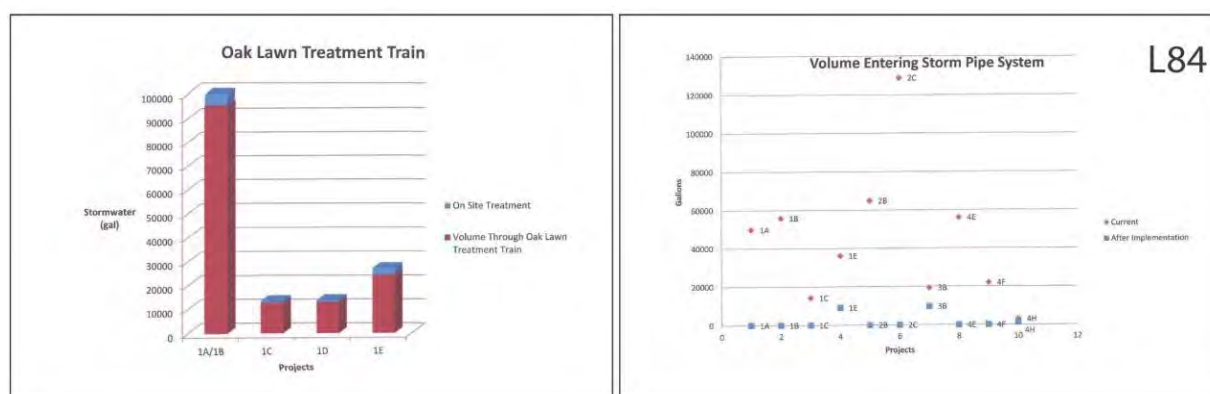 Oak Lawn Treatment Train
100000
90000
80000
70000
60000
50000
40000
30000
20000
10000
0
Stormwater
(gal)
1A/1B
1C
1D
1E
Projects
On Site Treatment
Volume Through Oak Lawn
Treatment Train
L84
Volume Entering Storm Pipe System
140000
120000
100000
80000
60000
40000
20000
0
Gallons
0
2
4
6
8
10
12
Projects
1A
1B
1C
1E
2B
2C
3B
4E
4F
4H
1A
1B
1C
1E
2B
2C
3B
4E
4F
4H
Current
After Implementation